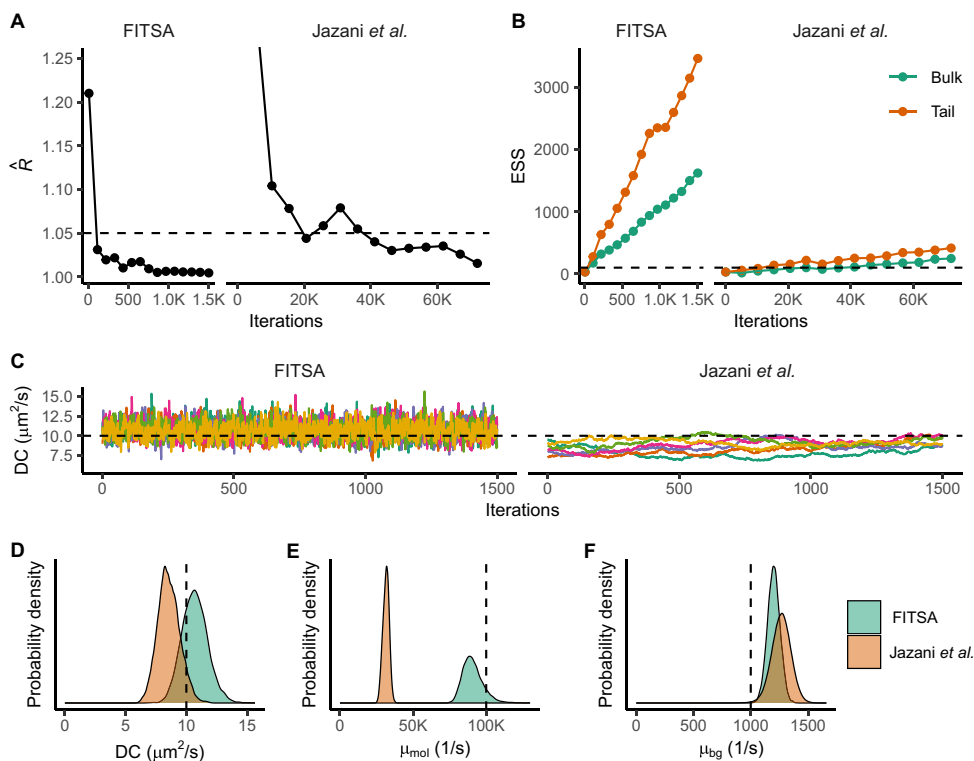 A
FITSA
Jazani et al.
1.25
1.20
1.15
1.10
1.05
1.00
R̂
0
500
1.0K
1.5K
0
20K
40K
60K
Iterations
B
FITSA
Jazani et al.
3000
2000
1000
0
ESS
Bulk
Tail
0
500
1.0K
1.5K
0
20K
40K
60K
Iterations
C
FITSA
Jazani et al.
15.0
12.5
10.0
7.5
DC (μm²/s)
0
500
1000
1500
0
500
1000
1500
Iterations
D
Probability density
0
5
10
15
DC (μm²/s)
E
Probability density
0
50K
100K
μmol (1/s)
F
Probability density
0
500
1000
1500
μbg (1/s)
FITSA
Jazani et al.